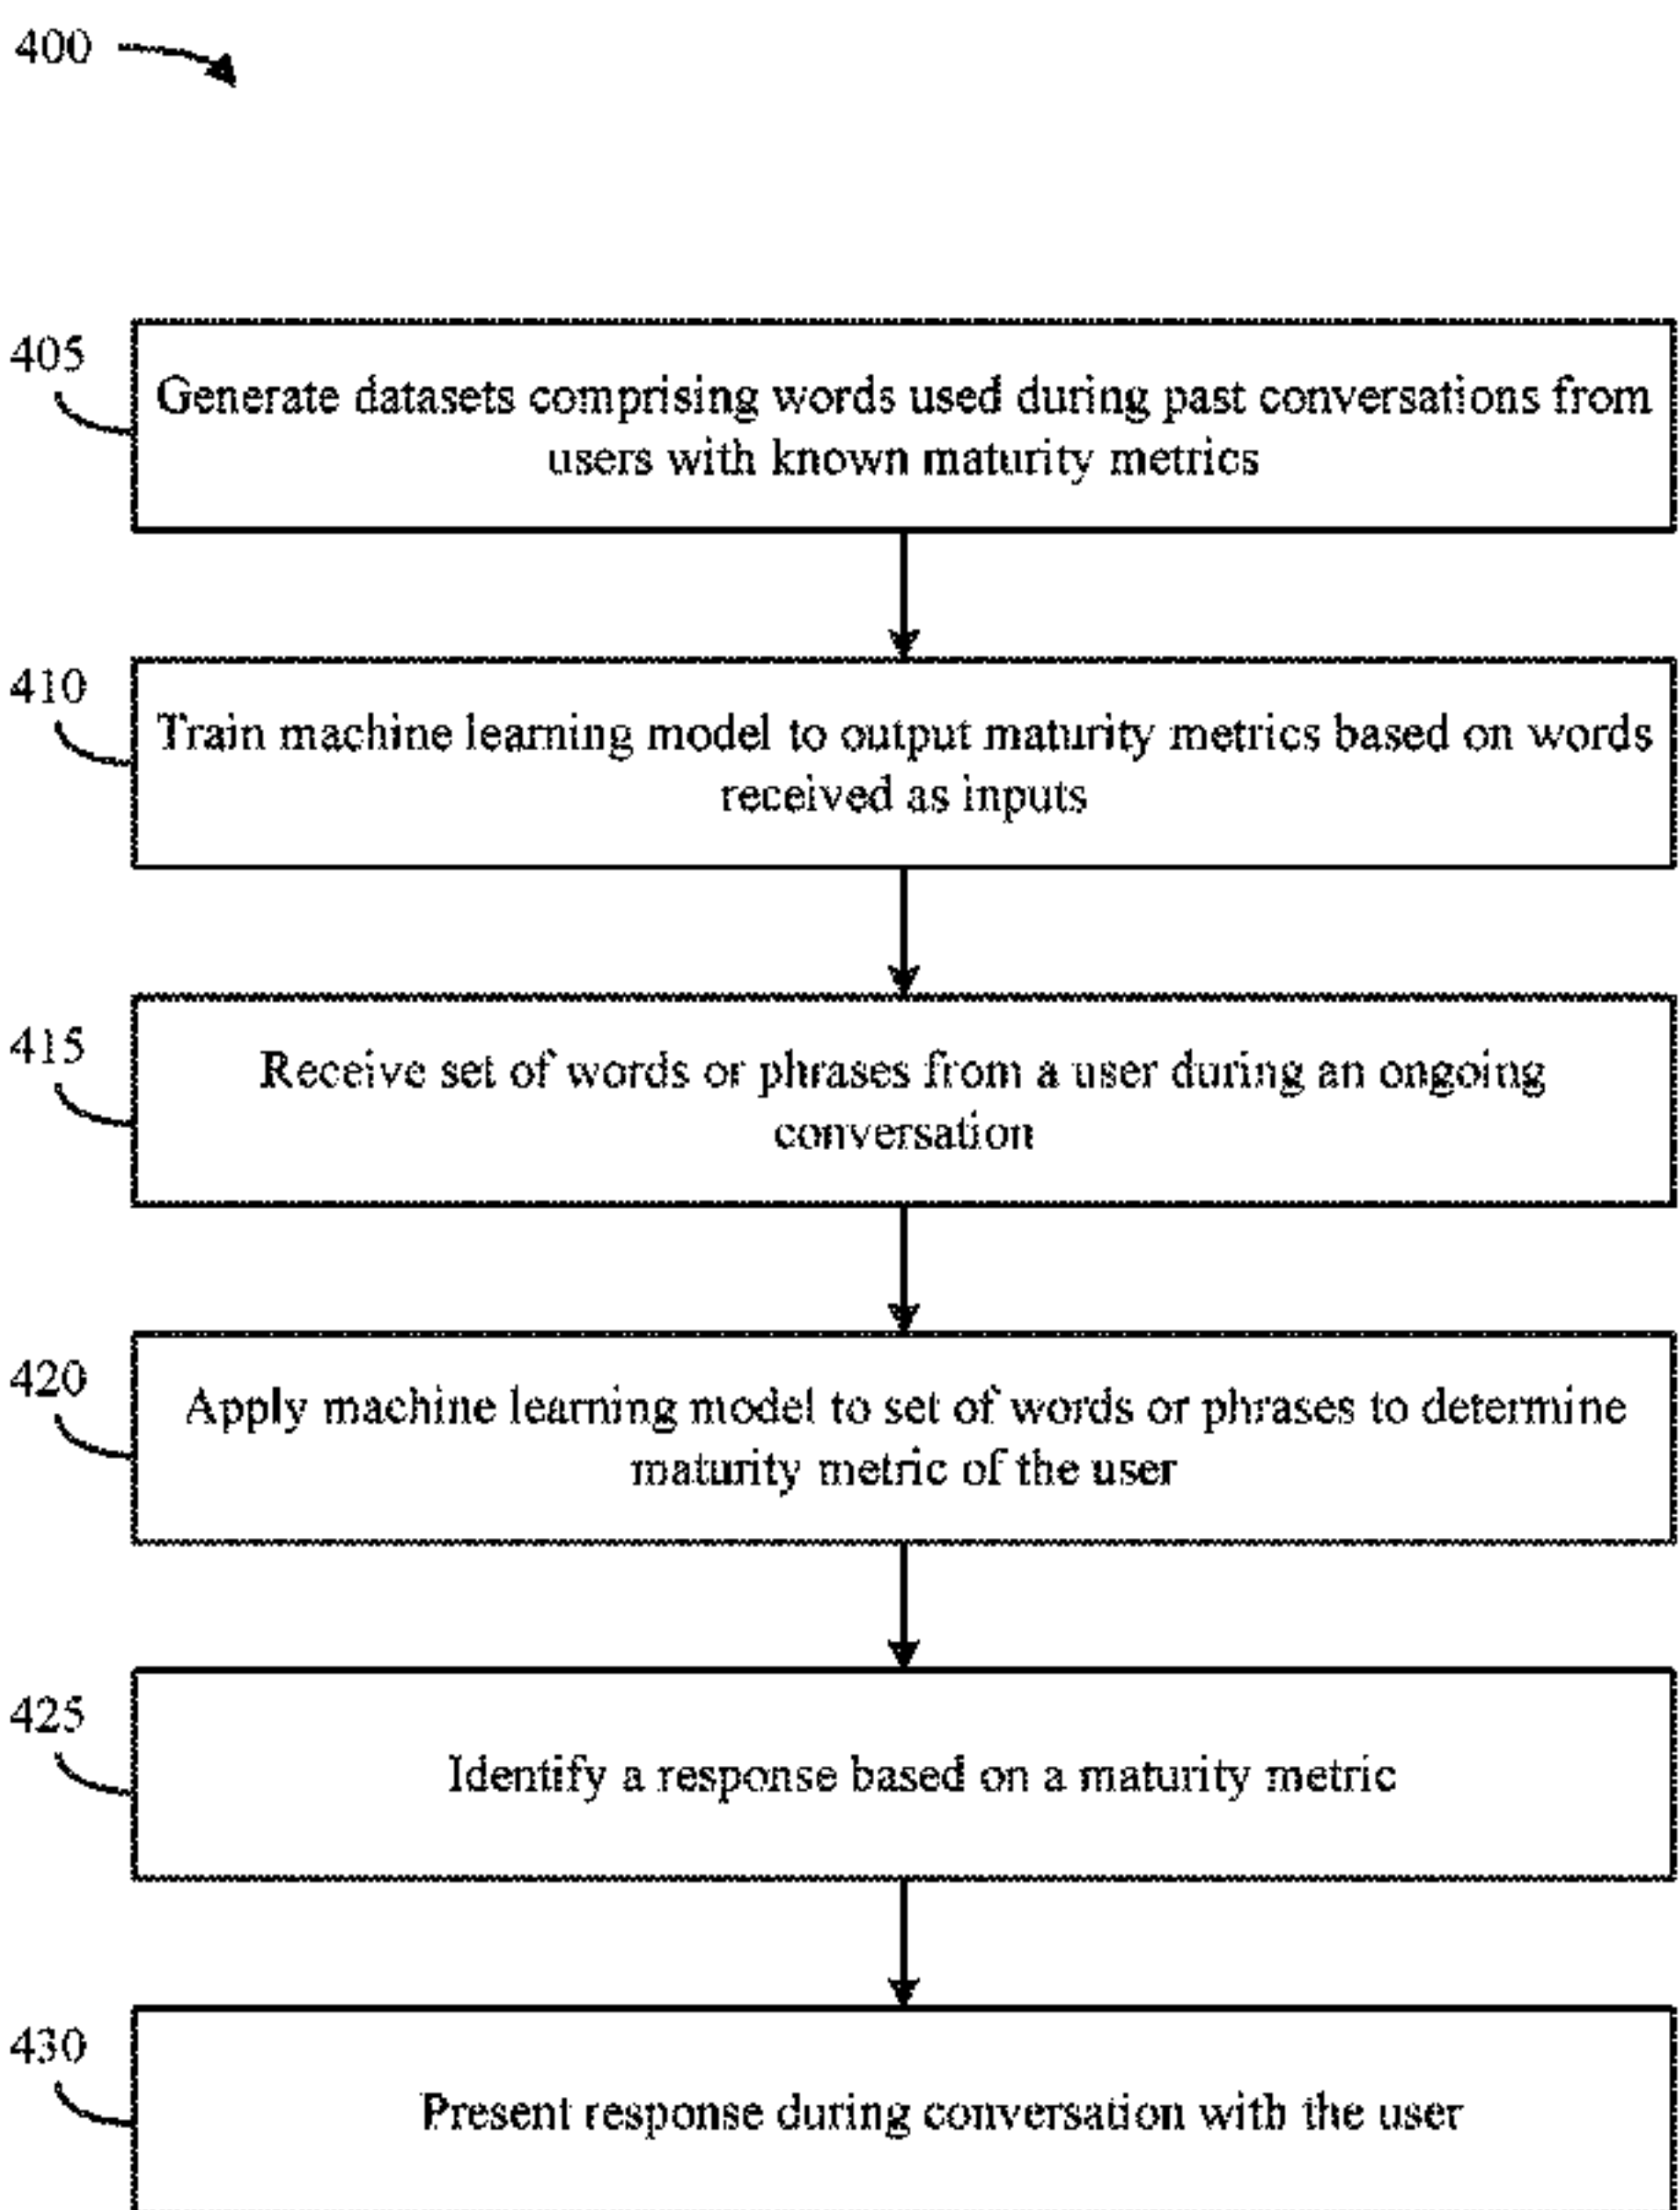 400
405
Generate datasets comprising words used during past conversations from
users with known maturity metrics
410
Train machine learning model to output maturity metrics based on words
received as inputs
415
Receive set of words or phrases from a user during an ongoing
conversation
420
Apply machine learning model to set of words or phrases to determine
maturity metric of the user
425
Identify a response based on a maturity metric
430
Present response during conversation with the user